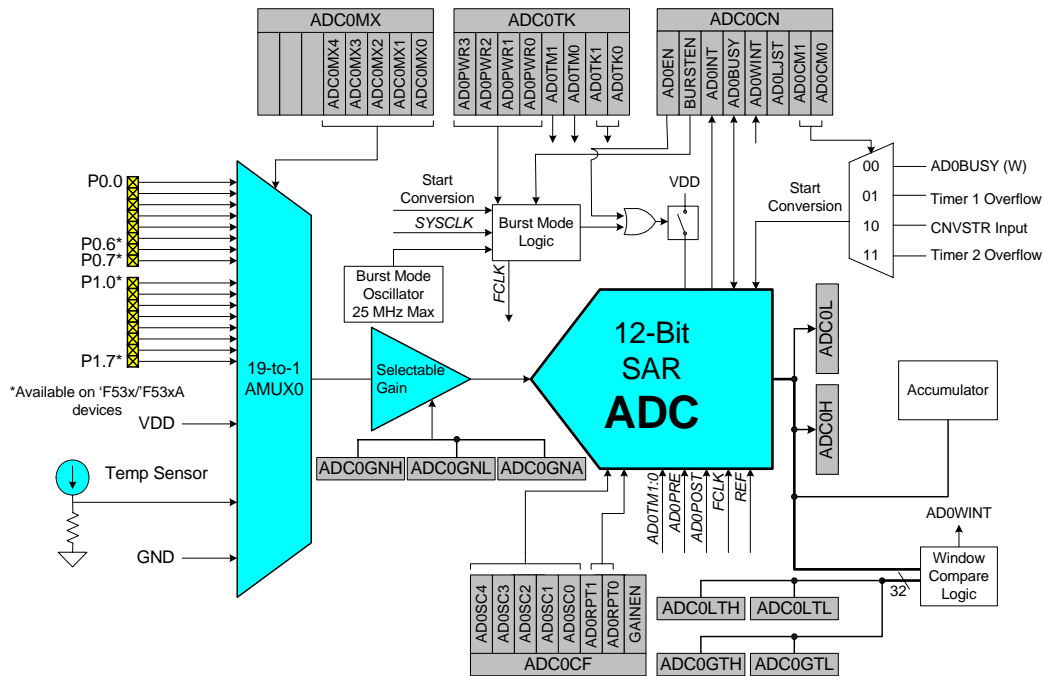 ADC0MX
ADC0MX4
ADC0MX3
ADC0MX2
ADC0MX1
ADC0MX0
ADC0TK
AD0PWR3
AD0PWR2
AD0PWR1
AD0PWR0
AD0TM1
AD0TM0
AD0TK1
AD0TK0
ADC0CN
AD0EN
BURSTEN
AD0INT
AD0BUSY
AD0WINT
AD0LJST
AD0CM1
AD0CM0
00
01
10
11
AD0BUSY (W)
Timer 1 Overflow
CNVSTR Input
Timer 2 Overflow
Start
Conversion
VDD
Start
Conversion
SYSCLK
Burst Mode
Logic
Burst Mode
Oscillator
25 MHz Max
FCLK
P0.0
P0.6*
P0.7*
P1.0*
P1.7*
*Available on 'F53x/'F53xA
devices
VDD
Temp Sensor
GND
19-to-1
AMUX0
Selectable
Gain
ADC0GNH
ADC0GNL
ADC0GNA
12-Bit
SAR
ADC
ADC0L
ADC0H
Accumulator
AD0TM1:0
AD0PRE
AD0POST
FCLK
REF
AD0WINT
Window
Compare
Logic
32
ADC0LTH
ADC0LTL
ADC0GTH
ADC0GTL
AD0SC4
AD0SC3
AD0SC2
AD0SC1
AD0SC0
AD0RPT1
AD0RPT0
GAINEN
ADC0CF